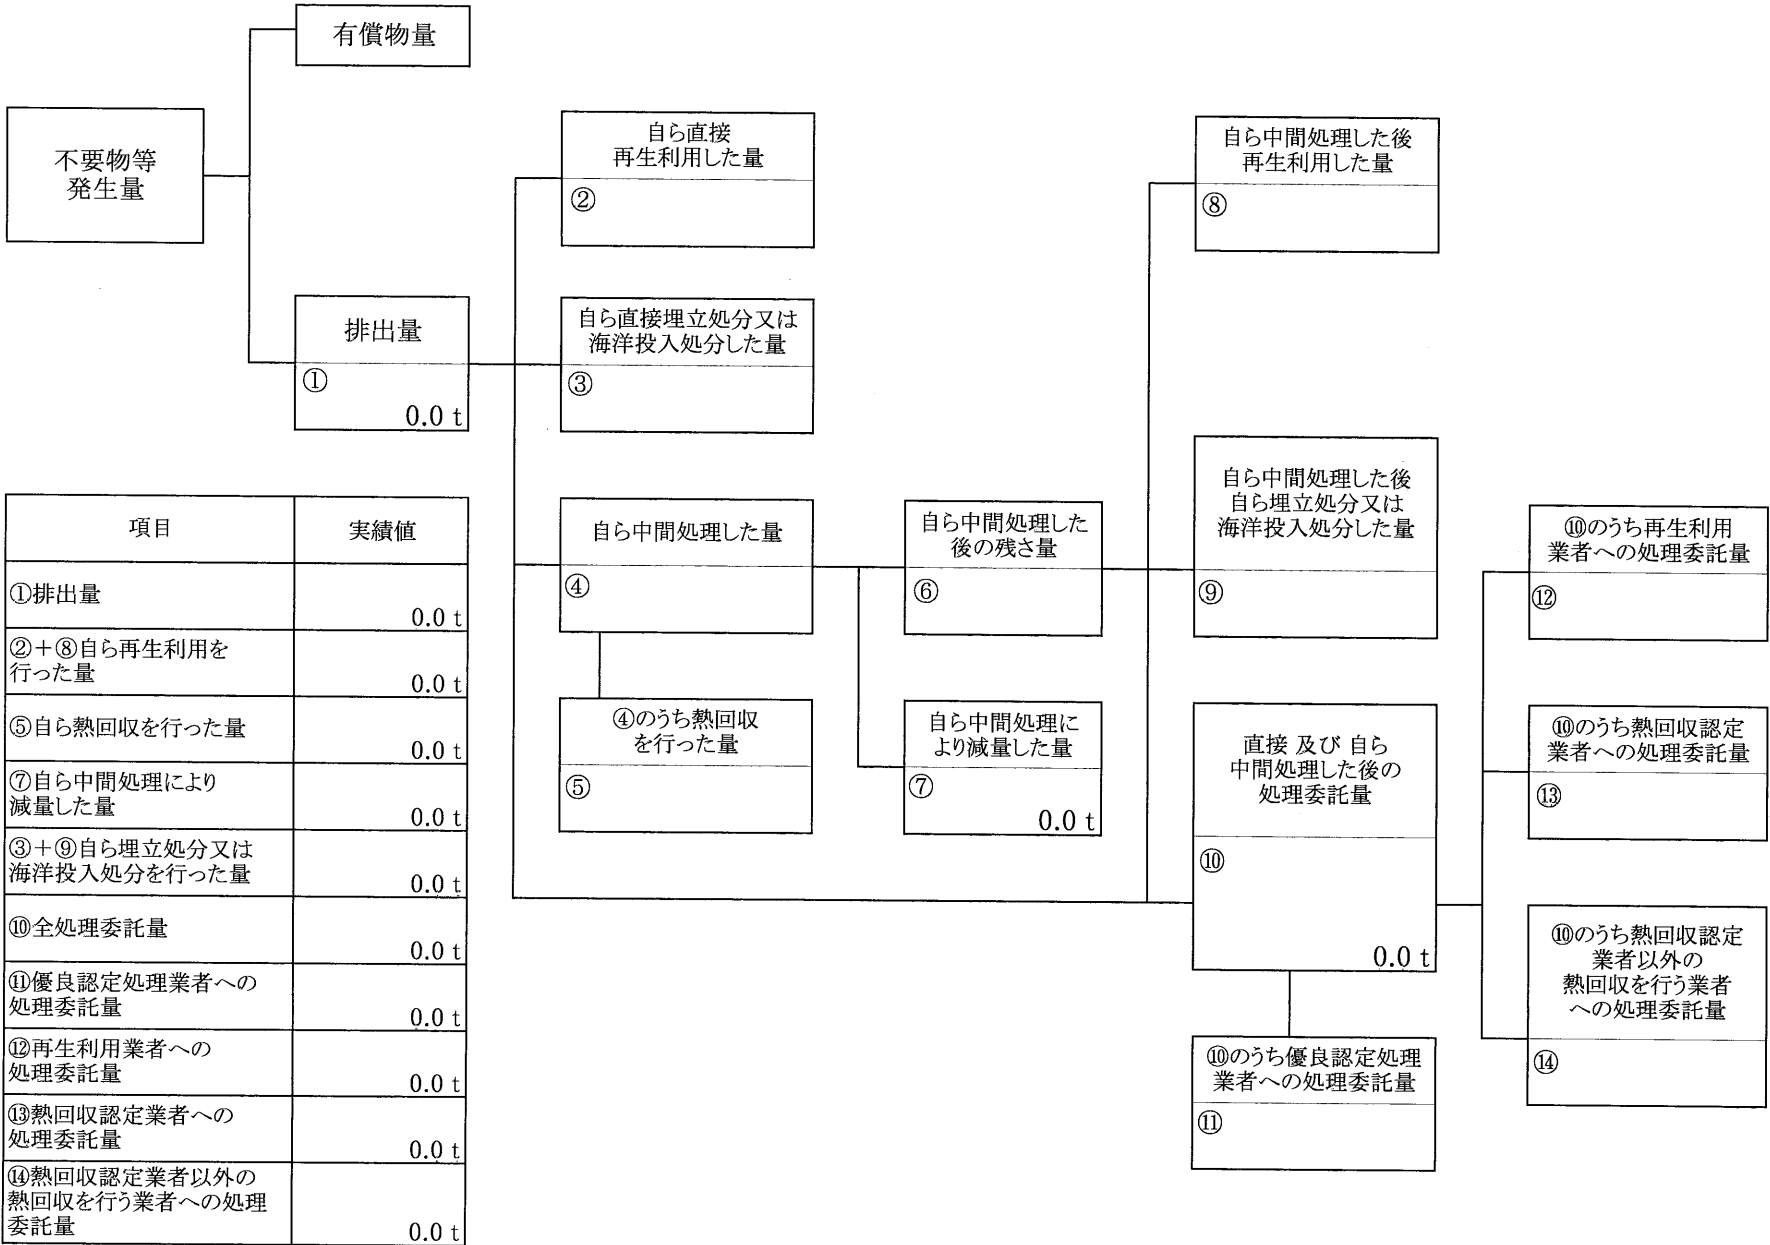 有償物量
不要物等
発生量
排出量
①
0.0 t
自ら直接
再生利用した量
②
自ら直接埋立処分又は
海洋投入処分した量
③
自ら中間処理した量
④
④のうち熱回収
を行った量
⑤
自ら中間処理した
後の残さ量
⑥
自ら中間処理に
より減量した量
⑦
0.0 t
自ら中間処理した後
再生利用した量
⑧
自ら中間処理した後
自ら埋立処分又は
海洋投入処分した量
⑨
直接 及び 自ら
中間処理した後の
処理委託量
⑩
0.0 t
⑩のうち優良認定処理
業者への処理委託量
⑪
⑩のうち再生利用
業者への処理委託量
⑫
⑩のうち熱回収認定
業者への処理委託量
⑬
⑩のうち熱回収認定
業者以外の
熱回収を行う業者
への処理委託量
⑭
項目 実績値
①排出量
0.0 t
②＋⑧自ら再生利用を
行った量
0.0 t
⑤自ら熱回収を行った量
0.0 t
⑦自ら中間処理により
減量した量
0.0 t
③＋⑨自ら埋立処分又は
海洋投入処分を行った量
0.0 t
⑩全処理委託量
0.0 t
⑪優良認定処理業者への
処理委託量
0.0 t
⑫再生利用業者への
処理委託量
0.0 t
⑬熱回収認定業者への
処理委託量
0.0 t
⑭熱回収認定業者以外の
熱回収を行う業者への処理
委託量
0.0 t